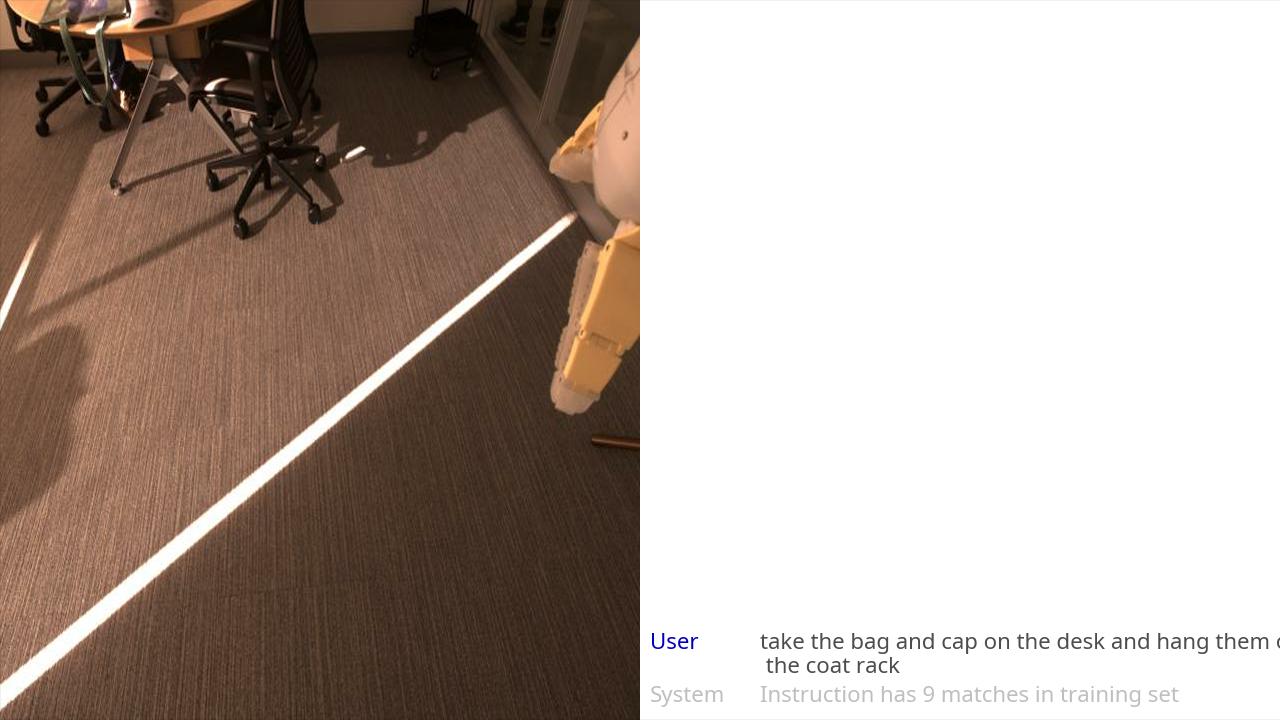 User take the bag and cap on the desk and hang them
the coat rack
System Instruction has 9 matches in training set